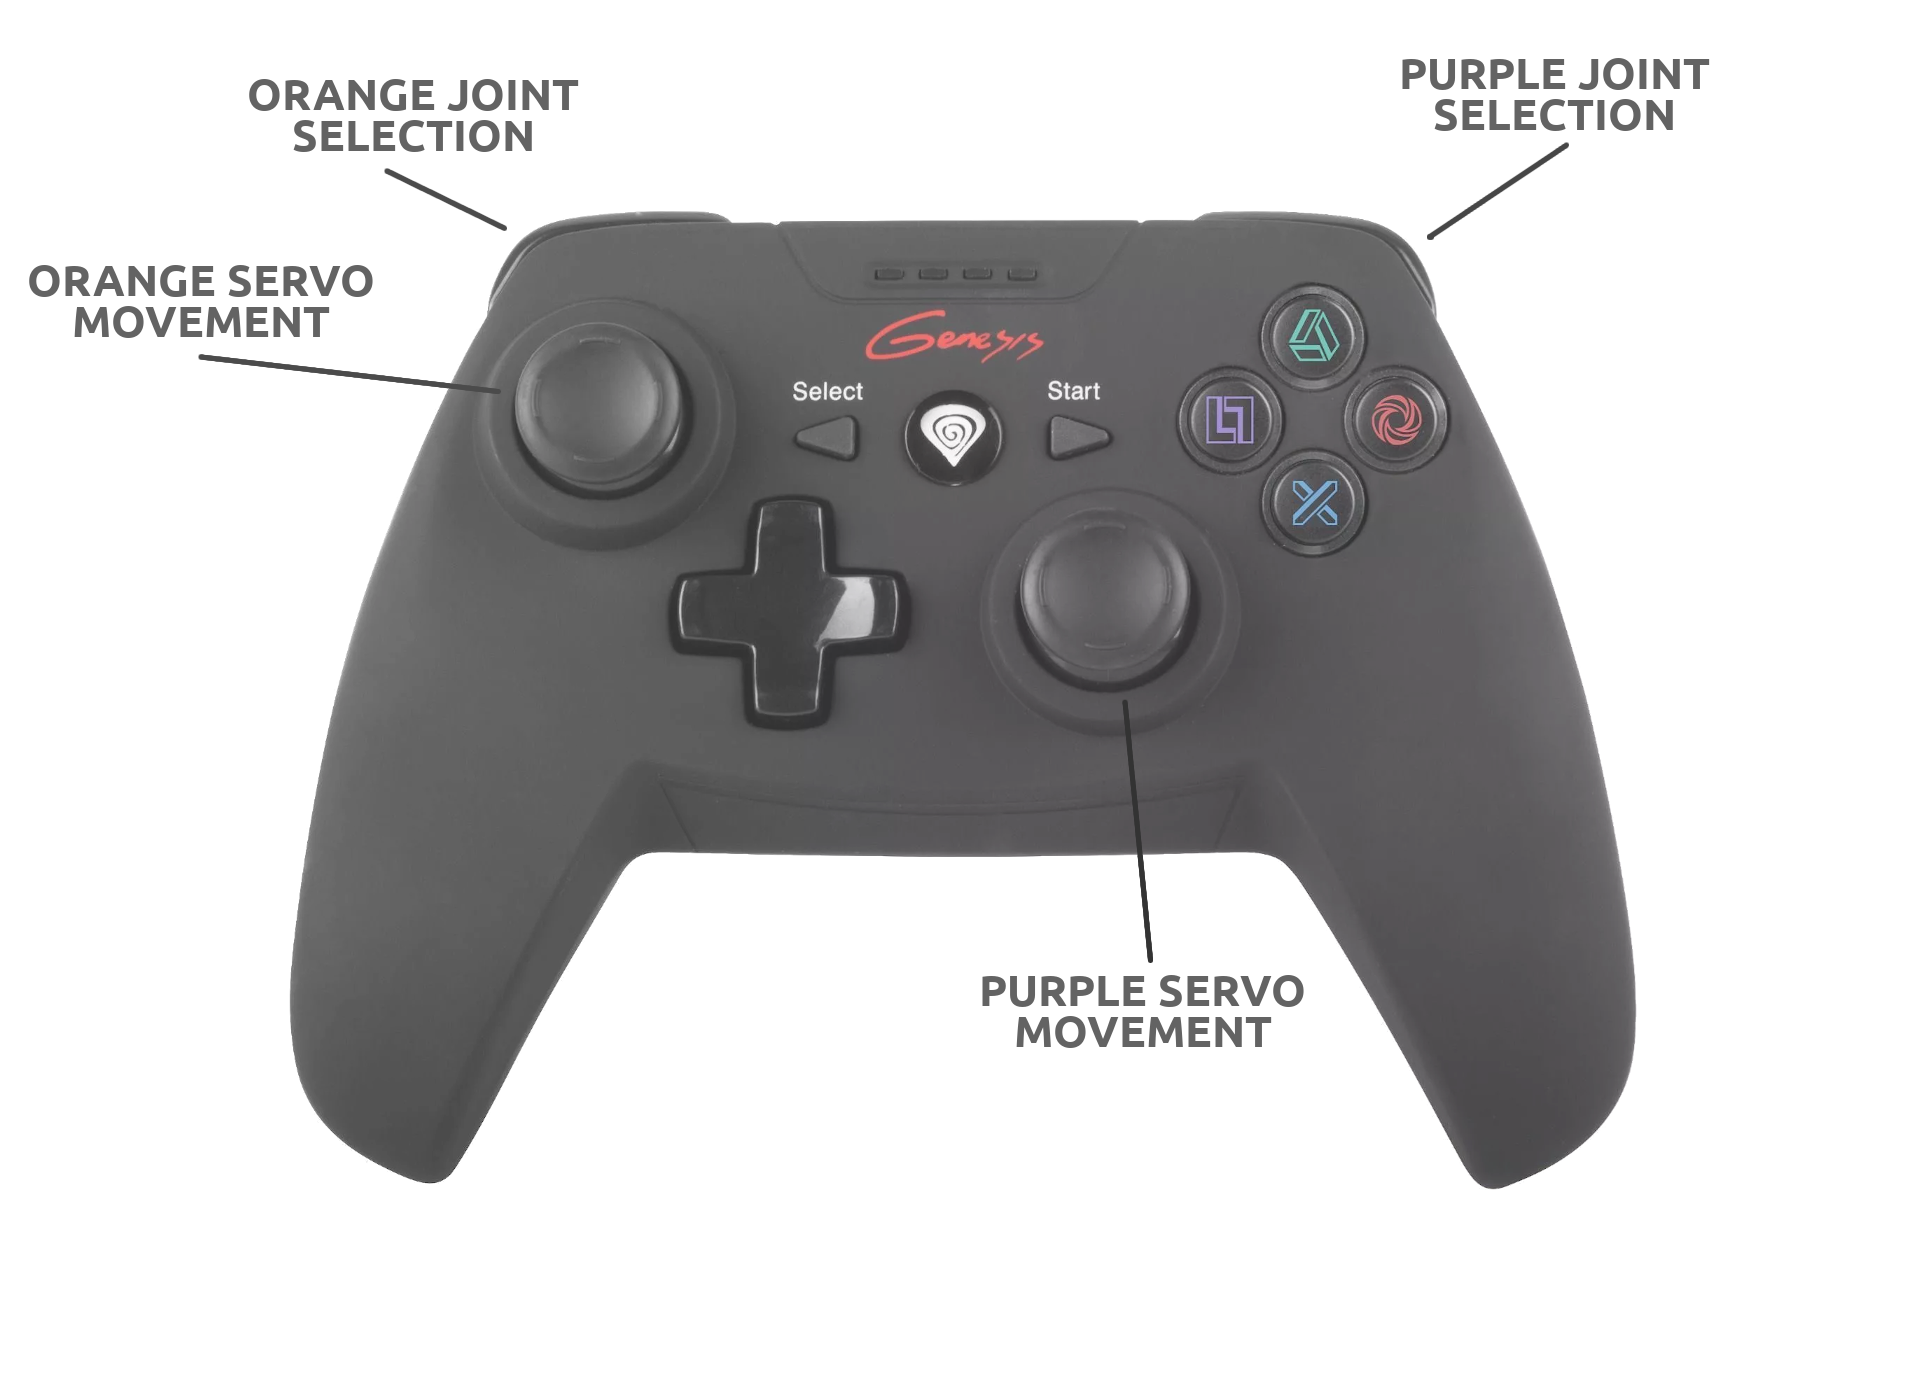 ORANGE JOINT
SELECTION
PURPLE JOINT
SELECTION
ORANGE SERVO
MOVEMENT
Genesis
Select
Start
PURPLE SERVO
MOVEMENT